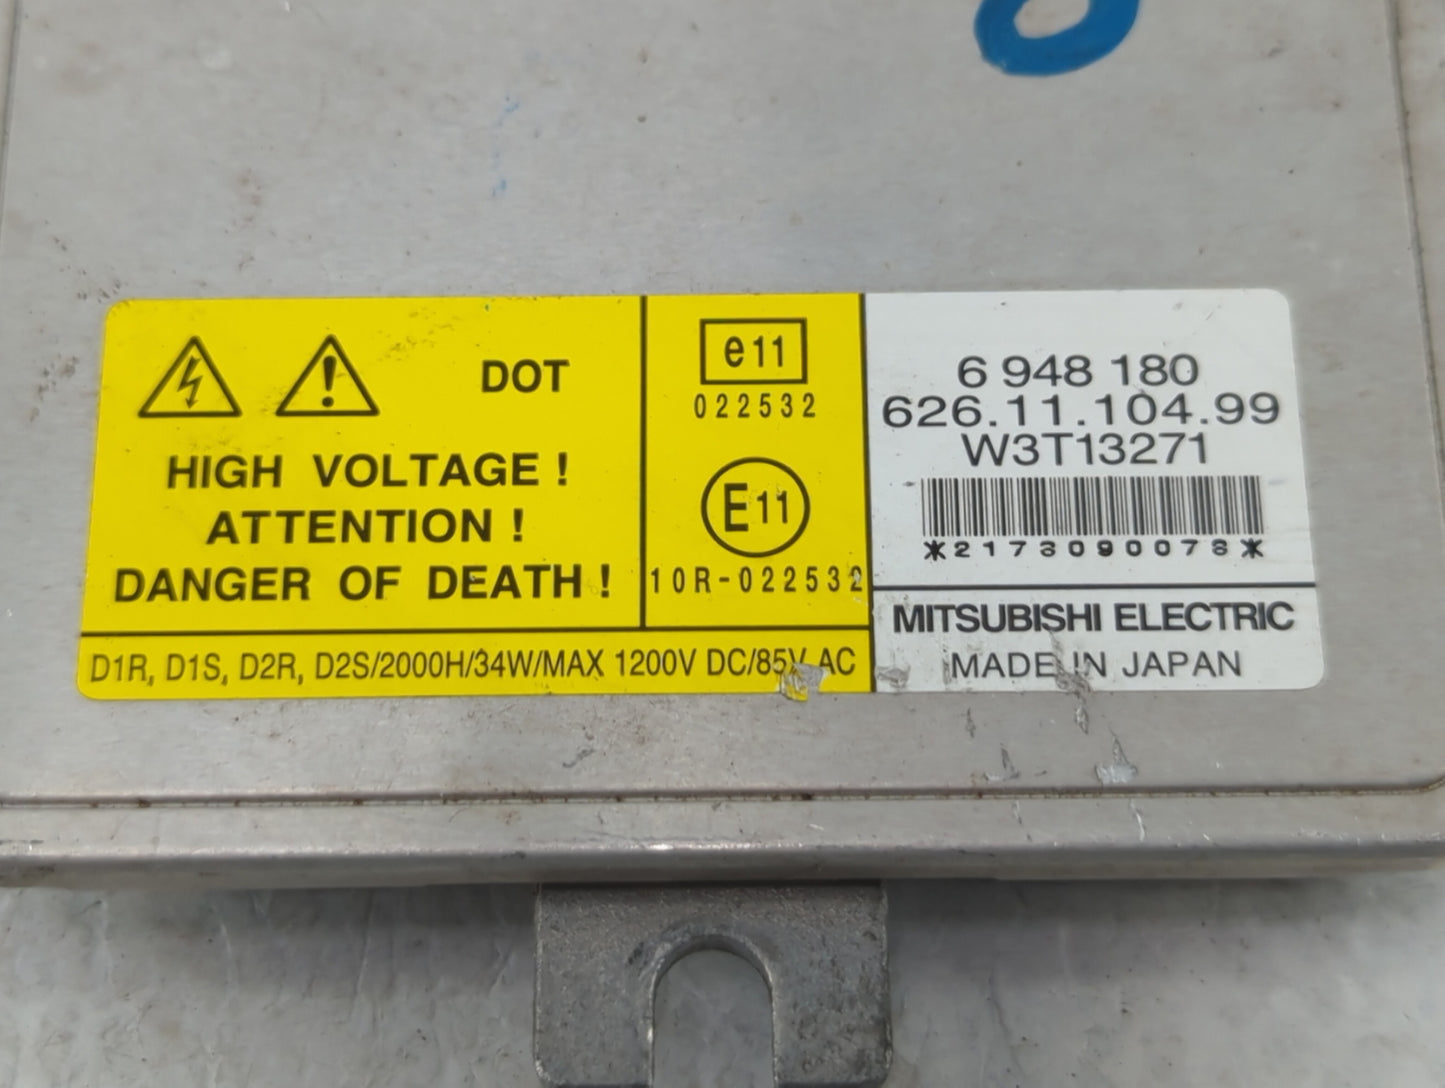 DOT
HIGH VOLTAGE !
ATTENTION !
DANGER OF DEATH !
D1R, D1S, D2R, D2S/2000H/34W/MAX 1200V DC/85V AC
e11
022532
E11
10R-022532
6 948 180
626.11.104.99
W3T13271
*2173090078*
MITSUBISHI ELECTRIC
MADE IN JAPAN